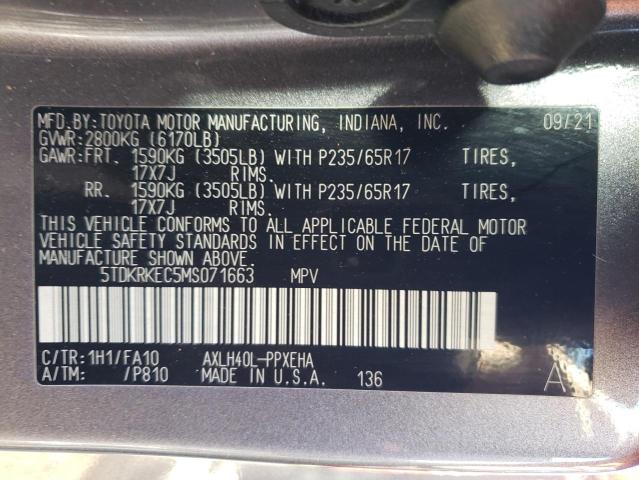 MFD.BY:TOYOTA MOTOR MANUFACTURING, INDIANA, INC. 09/21
GVWR:2800KG (6170LB)
GAWR:FRT. 1590KG (3505LB) WITH P235/65R17 TIRES,
17X7J RIMS.
RR. 1590KG (3505LB) WITH P235/65R17 TIRES,
17X7J RIMS.
THIS VEHICLE CONFORMS TO ALL APPLICABLE FEDERAL MOTOR
VEHICLE SAFETY STANDARDS IN EFFECT ON THE DATE OF
MANUFACTURE SHOWN ABOVE.
5TDKRKEC5MS071663 MPV
C/TR:1H1/FA10 AXLH40L-PPXEHA
A/TM: /P810 MADE IN U.S.A. 136 A